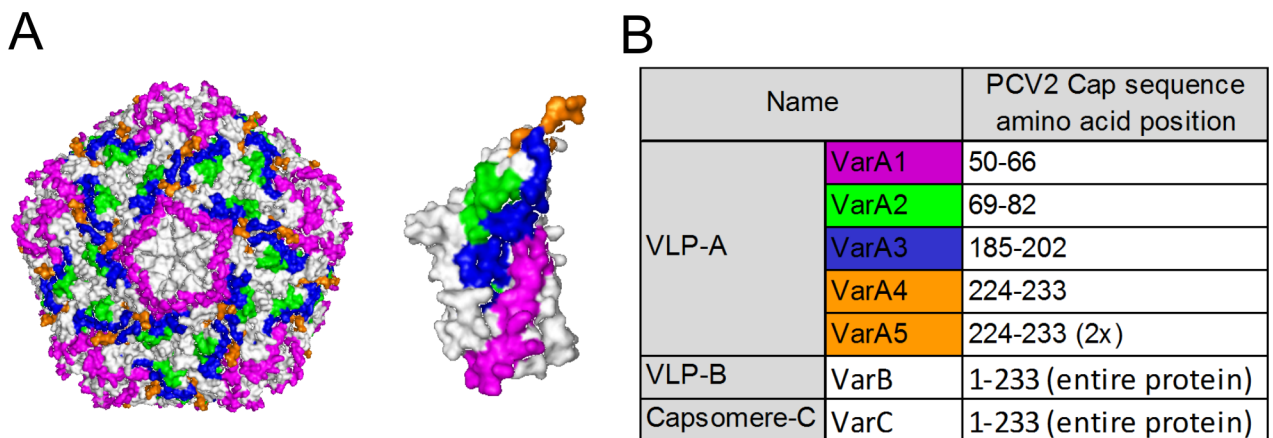 A
B
Name
PCV2 Cap sequence
amino acid position
VLP-A
VarA1
50-66
VarA2
69-82
VarA3
185-202
VarA4
224-233
VarA5
224-233 (2x)
VLP-B
VarB
1-233 (entire protein)
Capsomere-C
VarC
1-233 (entire protein)